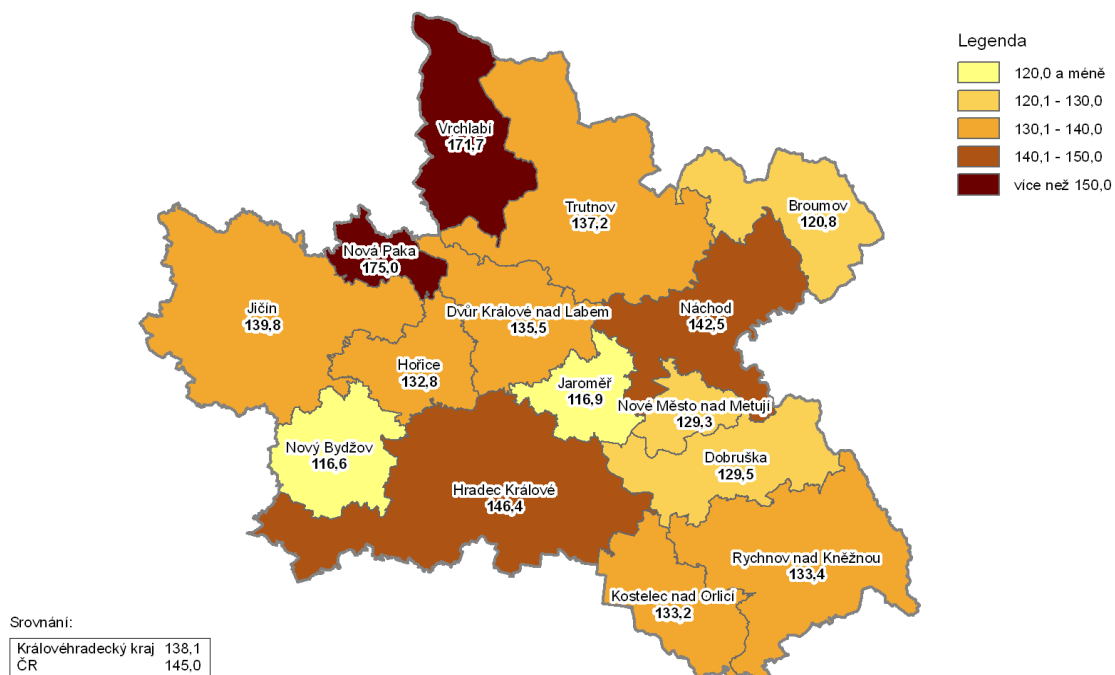 Legenda
120,0 a méně
120,1 - 130,0
130,1 - 140,0
140,1 - 150,0
více než 150,0
Vrchlabí
171,7
Trutnov
137,2
Broumov
120,8
Nová Paka
175,0
Jičín
139,8
Dvůr Králové nad Labem
135,5
Náchod
142,5
Hořice
132,8
Jaroměř
116,9
Nové Město nad Metují
129,3
Nový Bydžov
116,6
Dobruška
129,5
Hradec Králové
146,4
Rychnov nad Kněžnou
133,4
Kostelec nad Orlicí
133,2
Srovnání:
Královéhradecký kraj 138,1
ČR 145,0